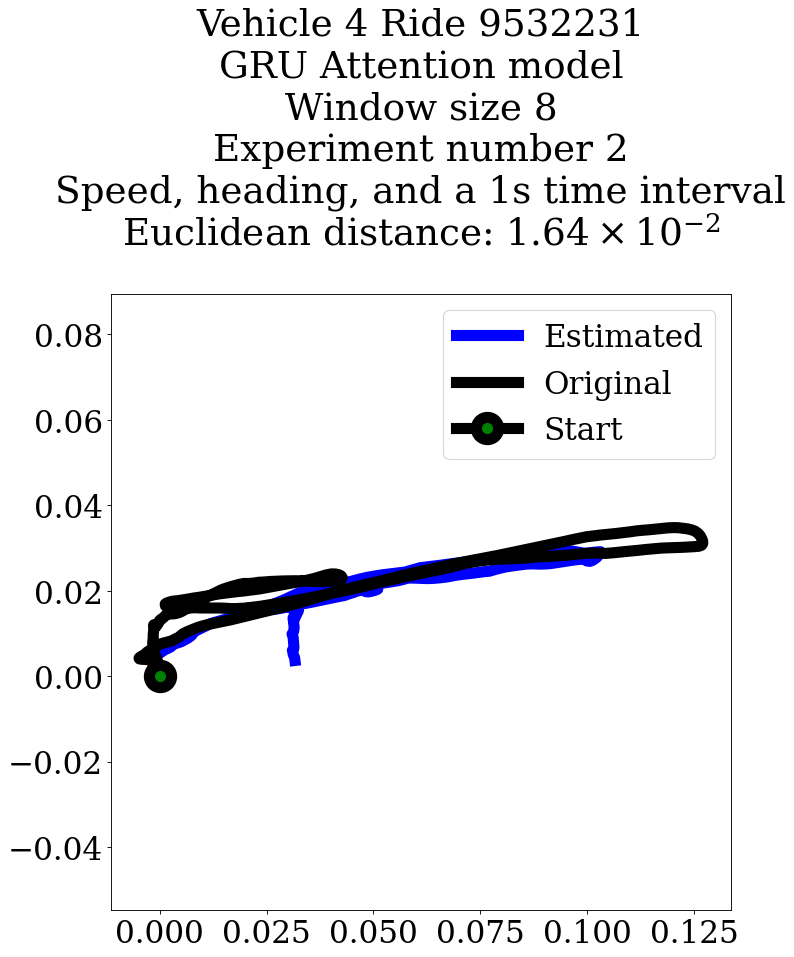 Vehicle 4 Ride 9532231
GRU Attention model
Window size 8
Experiment number 2
Speed, heading, and a 1s time interval
Euclidean distance: 1.64 × 10⁻²
Estimated
Original
Start
0.08
0.06
0.04
0.02
0.00
−0.02
−0.04
0.000 0.025 0.050 0.075 0.100 0.125